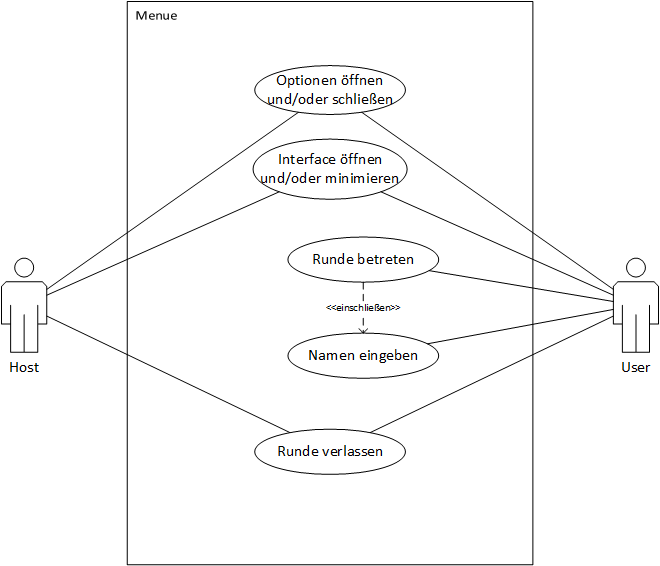 Menue
Optionen öffnen
und/oder schließen
Interface öffnen
und/oder minimieren
Runde betreten
<<einschließen>>
Namen eingeben
Host
User
Runde verlassen